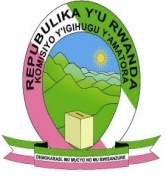 REPUBULIKA Y'U RWANDA
KOMISIYO Y'IGIHUGU Y'AMATORA
DEMOKARASI, MU MUCYO NO MU BWISANZURE